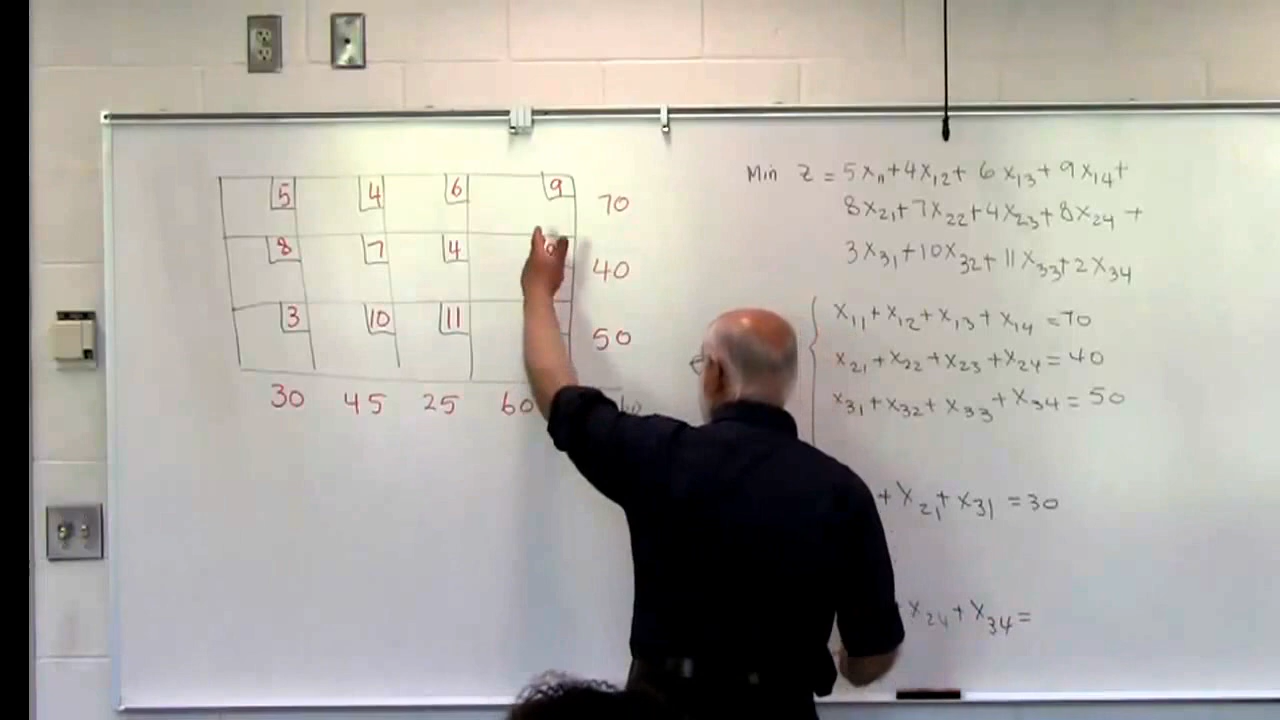 5 4 6 9 70
8 7 4 40
3 10 11 50
30 45 25 60
Min Z = 5x₁₁+4x₁₂+ 6x₁₃+ 9x₁₄+
8x₂₁+7x₂₂+4x₂₃+8x₂₄ +
3x₃₁+10x₃₂+11x₃₃+2x₃₄
x₁₁+x₁₂+x₁₃+x₁₄=70
x₂₁+x₂₂+x₂₃+x₂₄=40
x₃₁+x₃₂+x₃₃+x₃₄=50
+ x₂₁+x₃₁ =30
x₂₄+x₃₄=